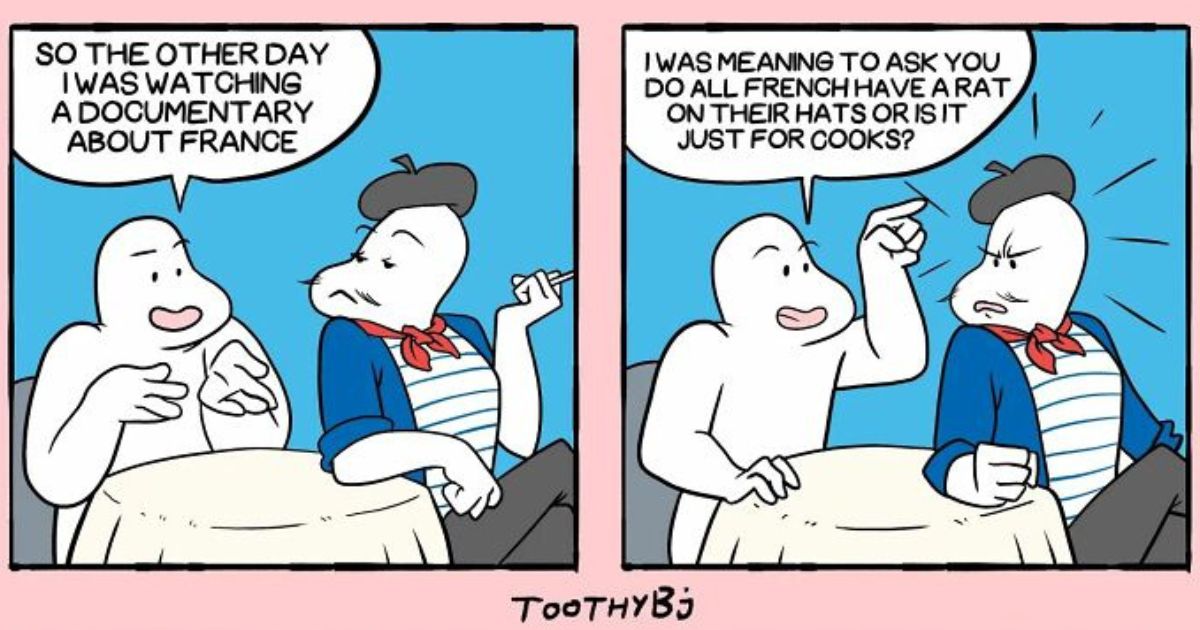 SO THE OTHER DAY
I WAS WATCHING
A DOCUMENTARY
ABOUT FRANCE
I WAS MEANING TO ASK YOU
DO ALL FRENCH HAVE A RAT
ON THEIR HATS OR IS IT
JUST FOR COOKS?
TOOTHYBJ